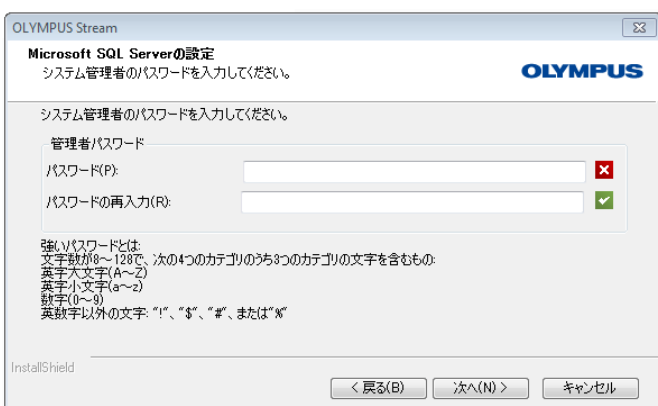 OLYMPUS Stream
Microsoft SQL Serverの設定
システム管理者のパスワードを入力してください。
OLYMPUS
システム管理者のパスワードを入力してください。
管理者パスワード
パスワード(P):
パスワードの再入力(R):
強いパスワードとは:
文字数が8～128で、次の4つのカテゴリのうち3つのカテゴリの文字を含むもの:
英字大文字(A～Z)
英字小文字(a～z)
数字(0～9)
英数字以外の文字: "!"、"$"、"#"、または"%"
InstallShield
< 戻る(B)
次へ(N) >
キャンセル